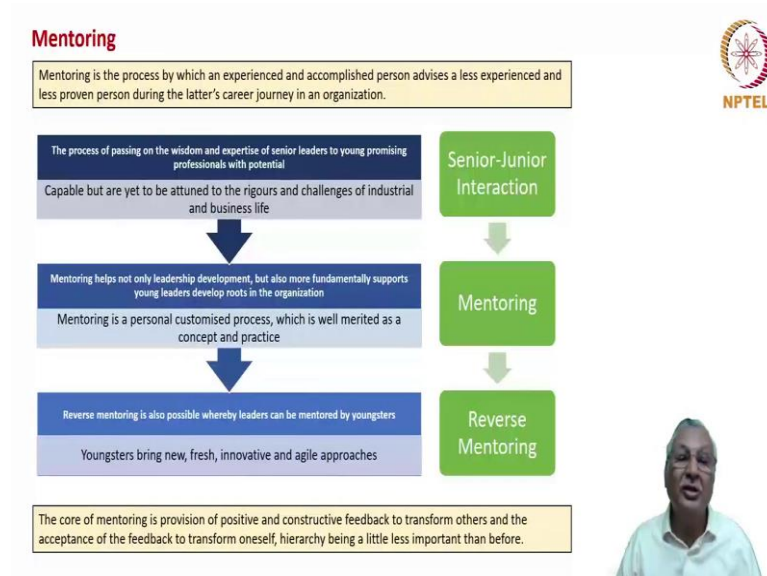 Mentoring
Mentoring is the process by which an experienced and accomplished person advises a less experienced and
less proven person during the latter's career journey in an organization.
NPTEL
The process of passing on the wisdom and expertise of senior leaders to young promising
professionals with potential
Capable but are yet to be attuned to the rigours and challenges of industrial
and business life
Senior-Junior
Interaction
Mentoring helps not only leadership development, but also more fundamentally supports
young leaders develop roots in the organization
Mentoring is a personal customised process, which is well merited as a
concept and practice
Mentoring
Reverse mentoring is also possible whereby leaders can be mentored by youngsters
Youngsters bring new, fresh, innovative and agile approaches
Reverse
Mentoring
The core of mentoring is provision of positive and constructive feedback to transform others and the
acceptance of the feedback to transform oneself, hierarchy being a little less important than before.